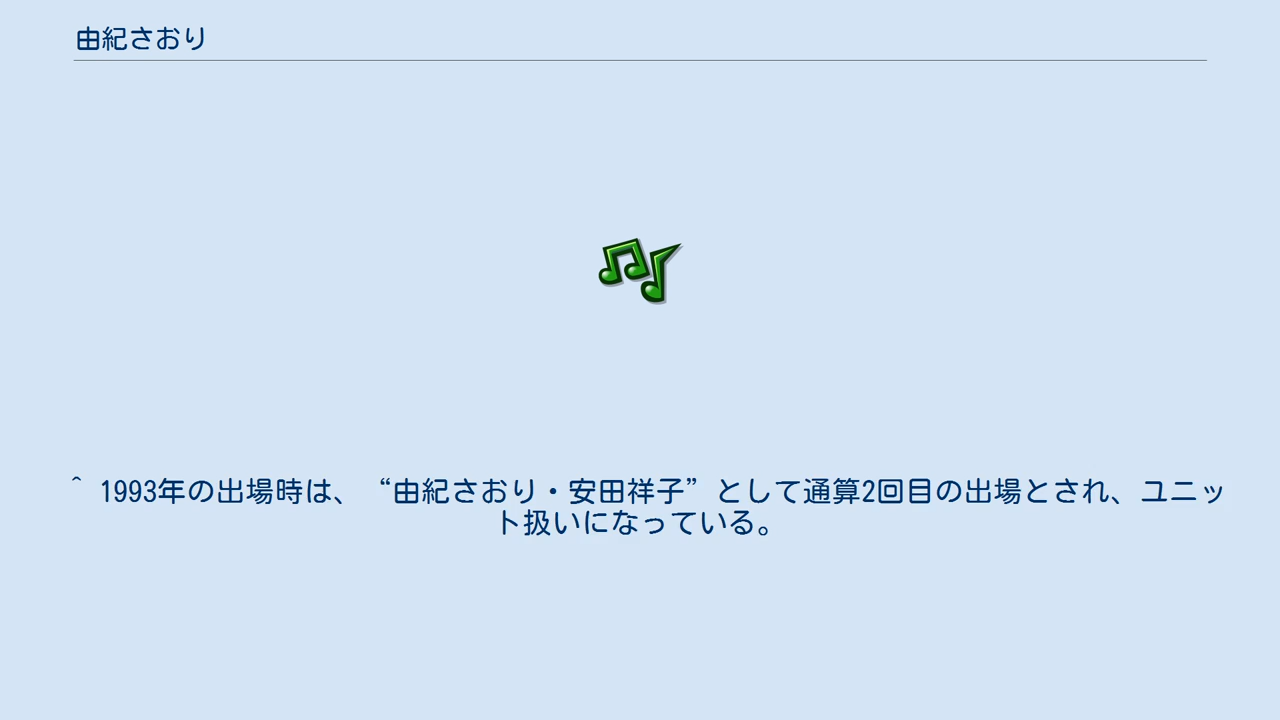 由紀さおり
^ 1993年の出場時は、“由紀さおり・安田祥子”として通算2回目の出場とされ、ユニッ
ト扱いになっている。